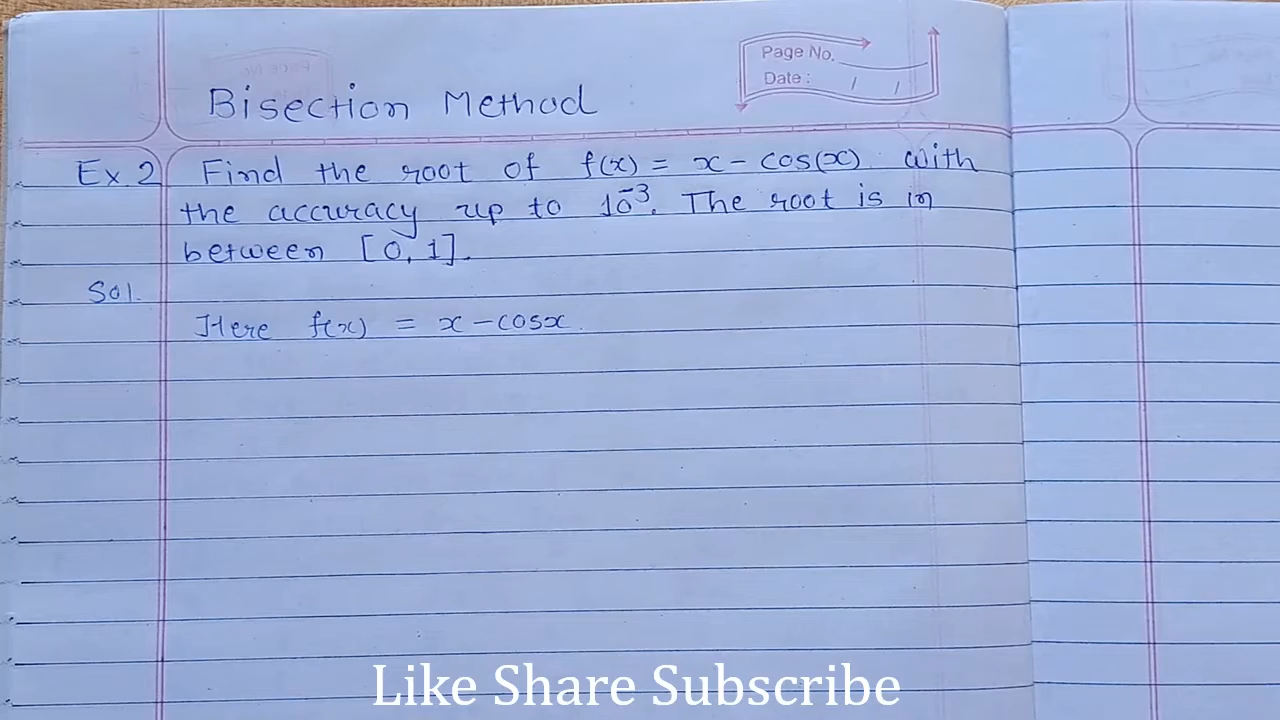 Page No.
Date : / /
Bisection Method
Ex. 2 Find the root of f(x) = x - cos(x) with
the accuracy up to 10⁻³. The root is in
between [0, 1].
Sol.
Here f(x) = x - cosx.
Like Share Subscribe